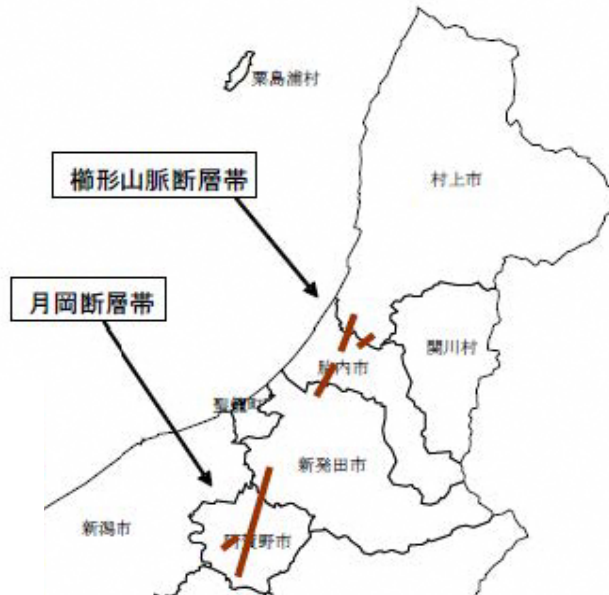 粟島浦村
櫛形山脈断層帯
村上市
月岡断層帯
関川村
胎内市
聖籠町
新発田市
新潟市
阿賀野市